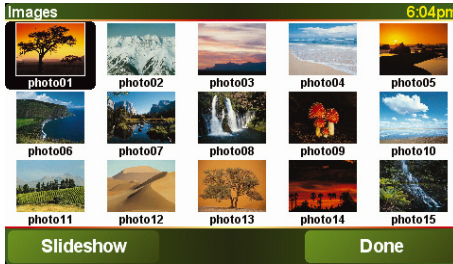 Images 6:04pm
photo01 photo02 photo03 photo04 photo05
photo06 photo07 photo08 photo09 photo10
photo11 photo12 photo13 photo14 photo15
Slideshow Done